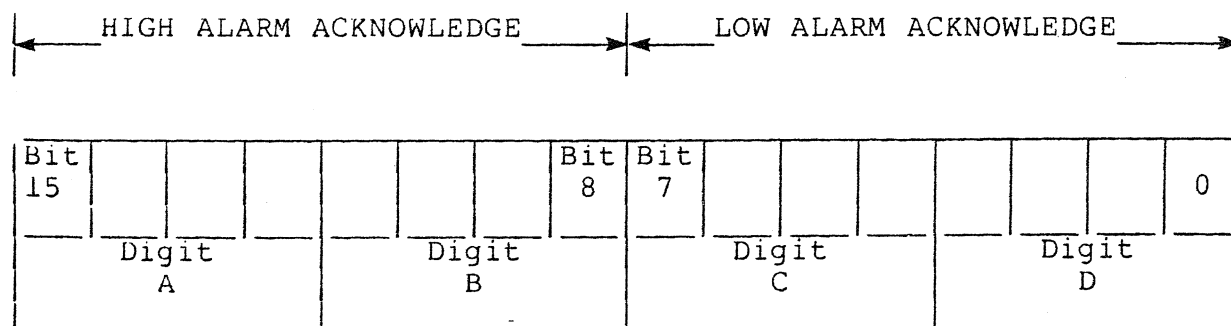 HIGH ALARM ACKNOWLEDGE LOW ALARM ACKNOWLEDGE
Bit Bit Bit
15 8 7 0
Digit Digit Digit Digit
A B C D